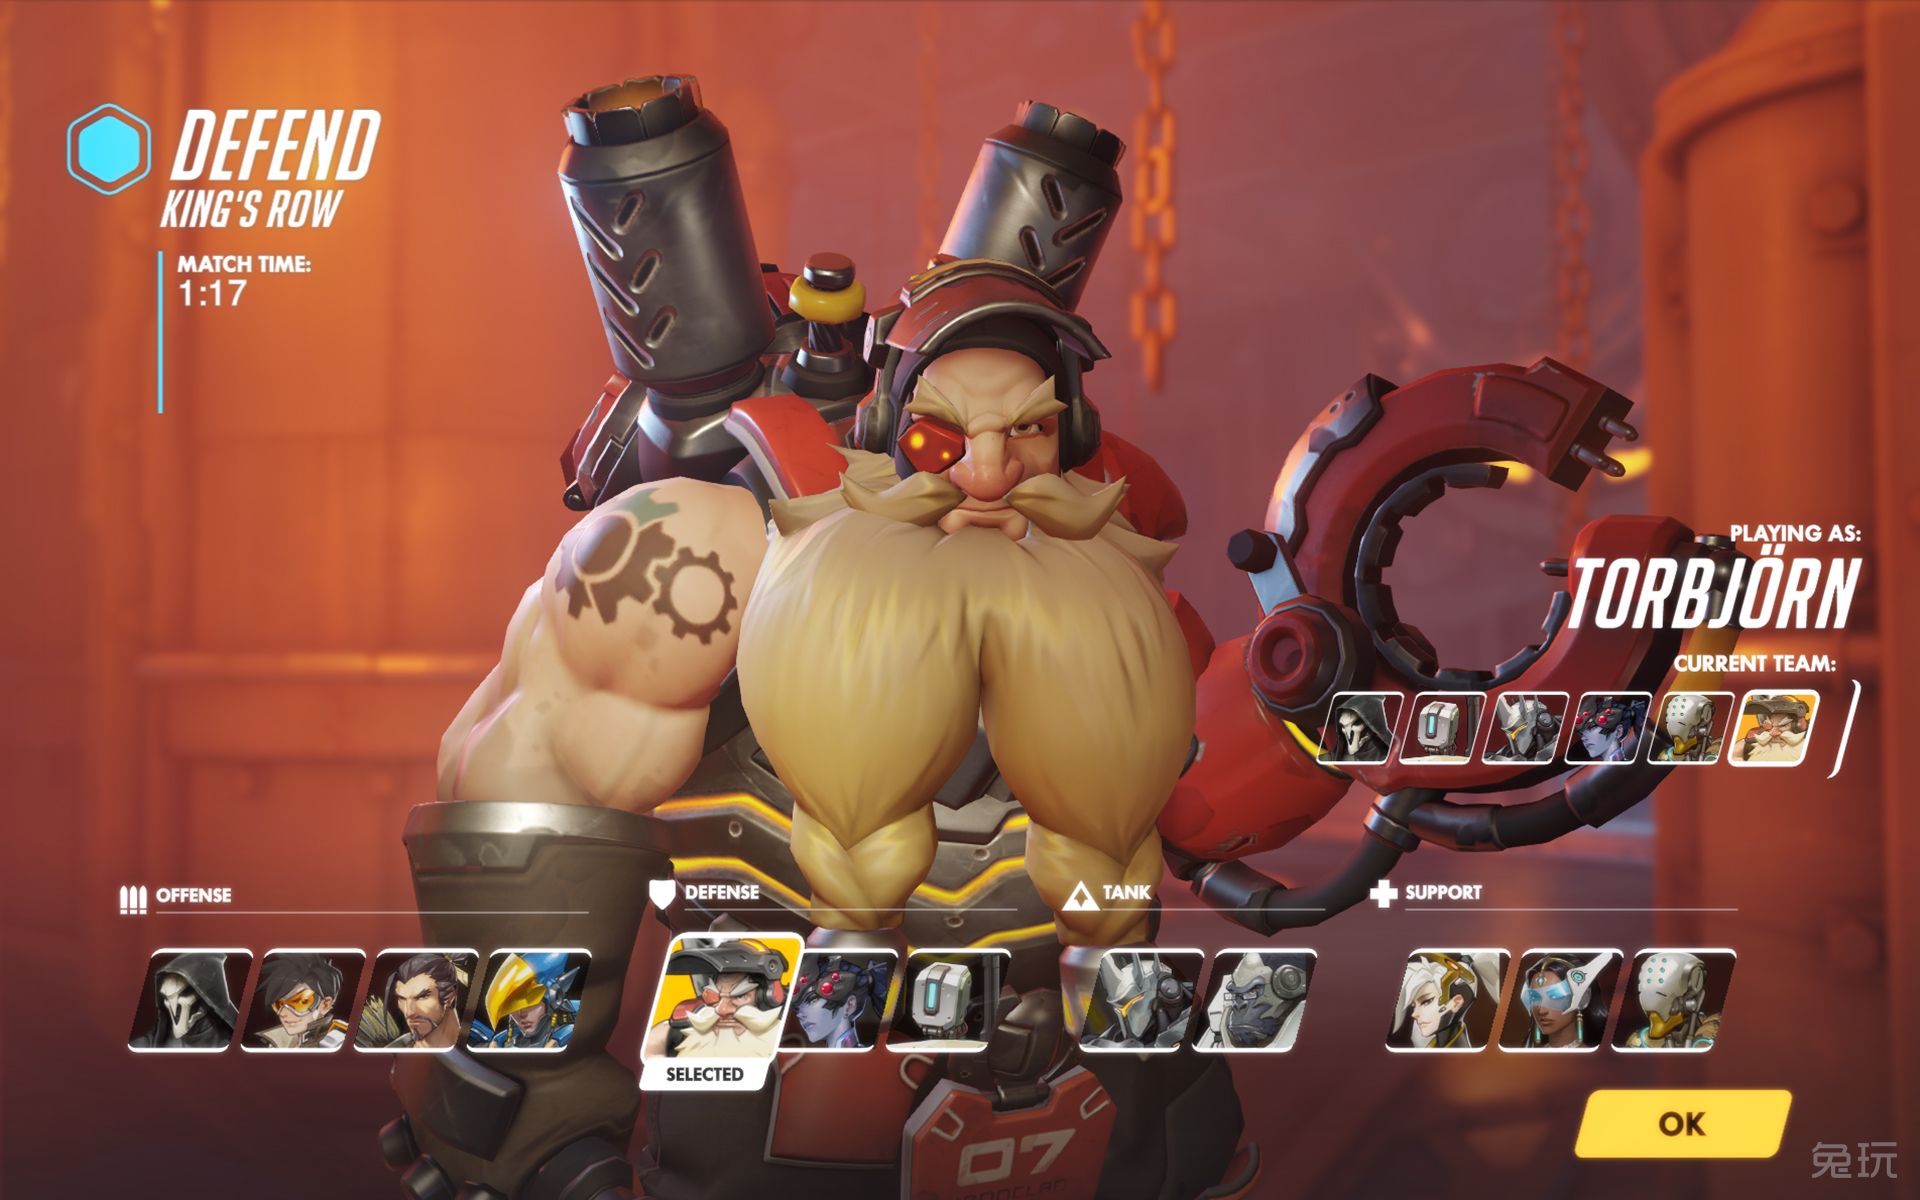 DEFEND
KING'S ROW
MATCH TIME:
1:17
PLAYING AS:
TORBJÖRN
CURRENT TEAM:
OFFENSE
DEFENSE
TANK
SUPPORT
SELECTED
OK
07
IRONCLAD
兔玩